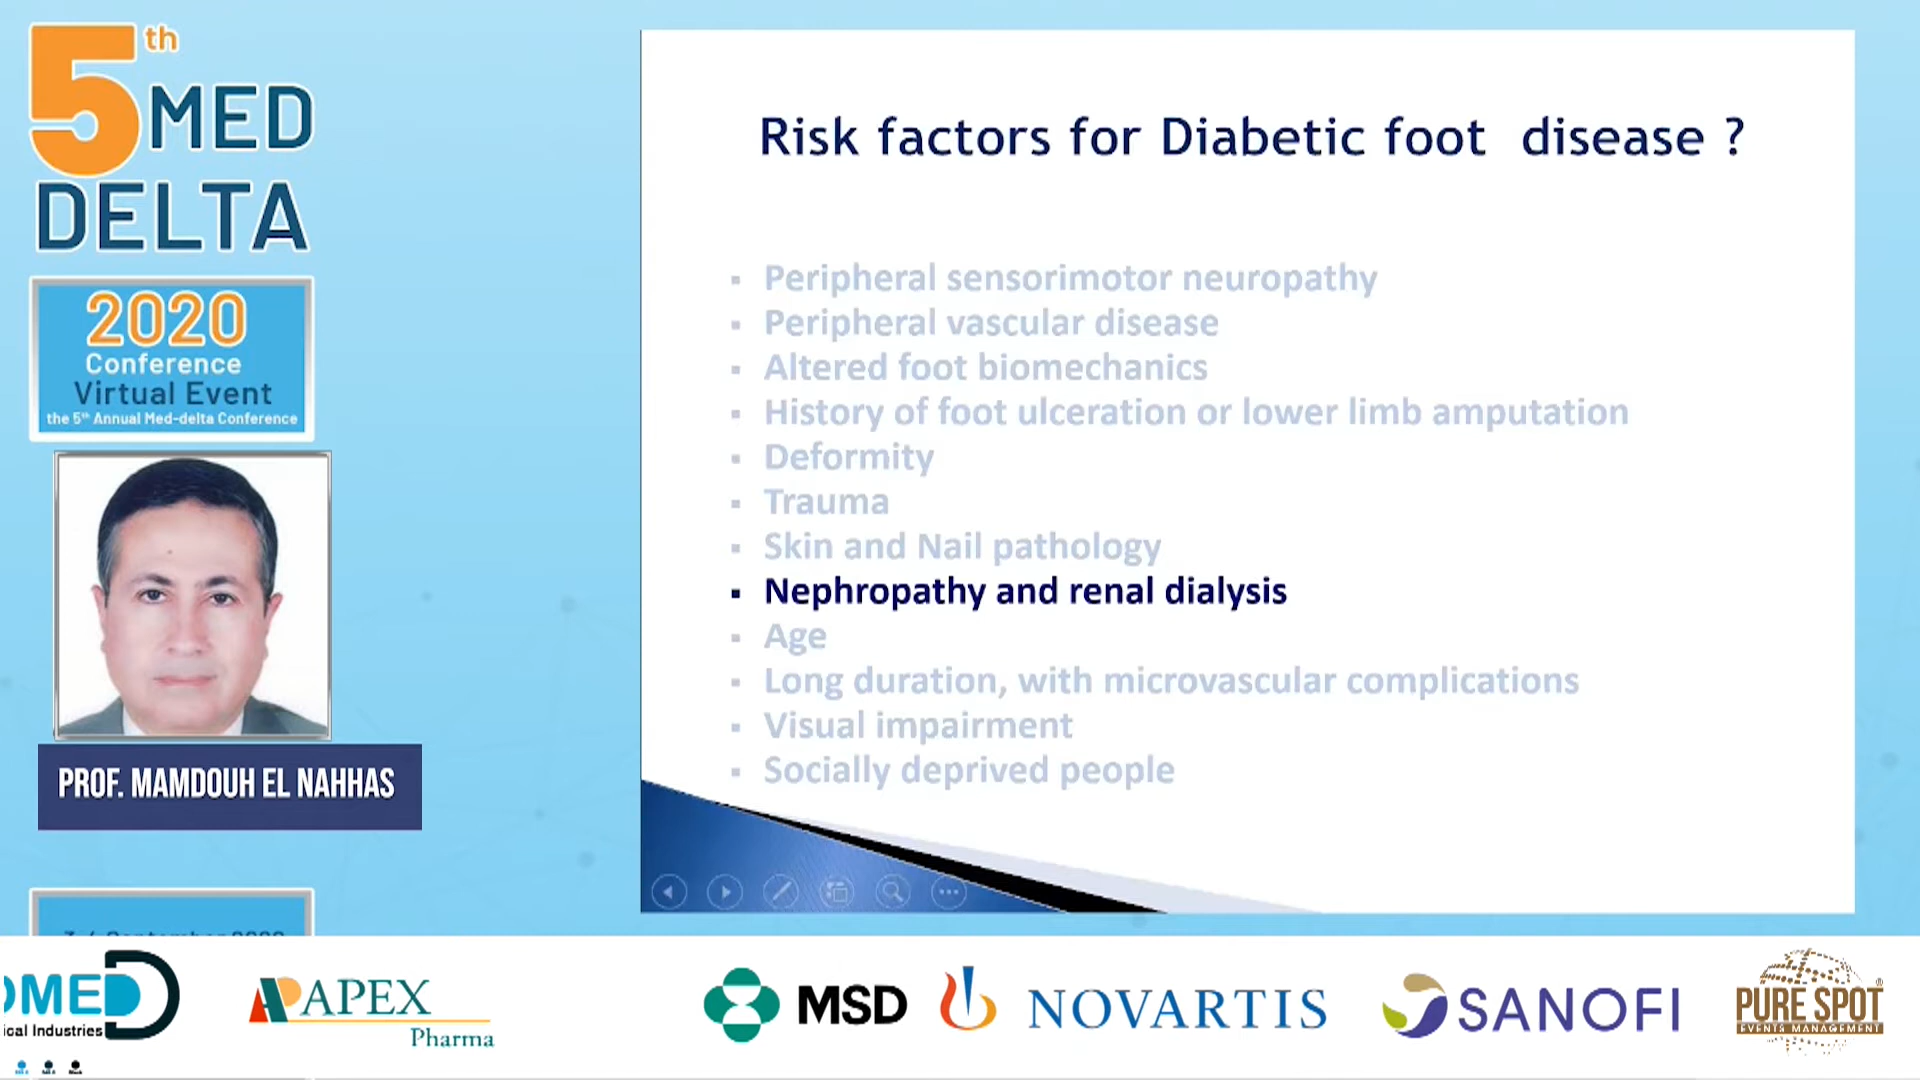 5th
MED
DELTA
2020
Conference
Virtual Event
the 5th Annual Med-delta Conference
PROF. MAMDOUH EL NAHHAS
Risk factors for Diabetic foot disease ?
▪ Peripheral sensorimotor neuropathy
▪ Peripheral vascular disease
▪ Altered foot biomechanics
▪ History of foot ulceration or lower limb amputation
▪ Deformity
▪ Trauma
▪ Skin and Nail pathology
▪ Nephropathy and renal dialysis
▪ Age
▪ Long duration, with microvascular complications
▪ Visual impairment
▪ Socially deprived people
OMED
ical Industries
APEX
Pharma
MSD
NOVARTIS
SANOFI
PURE SPOT®
EVENTS MANAGEMENT